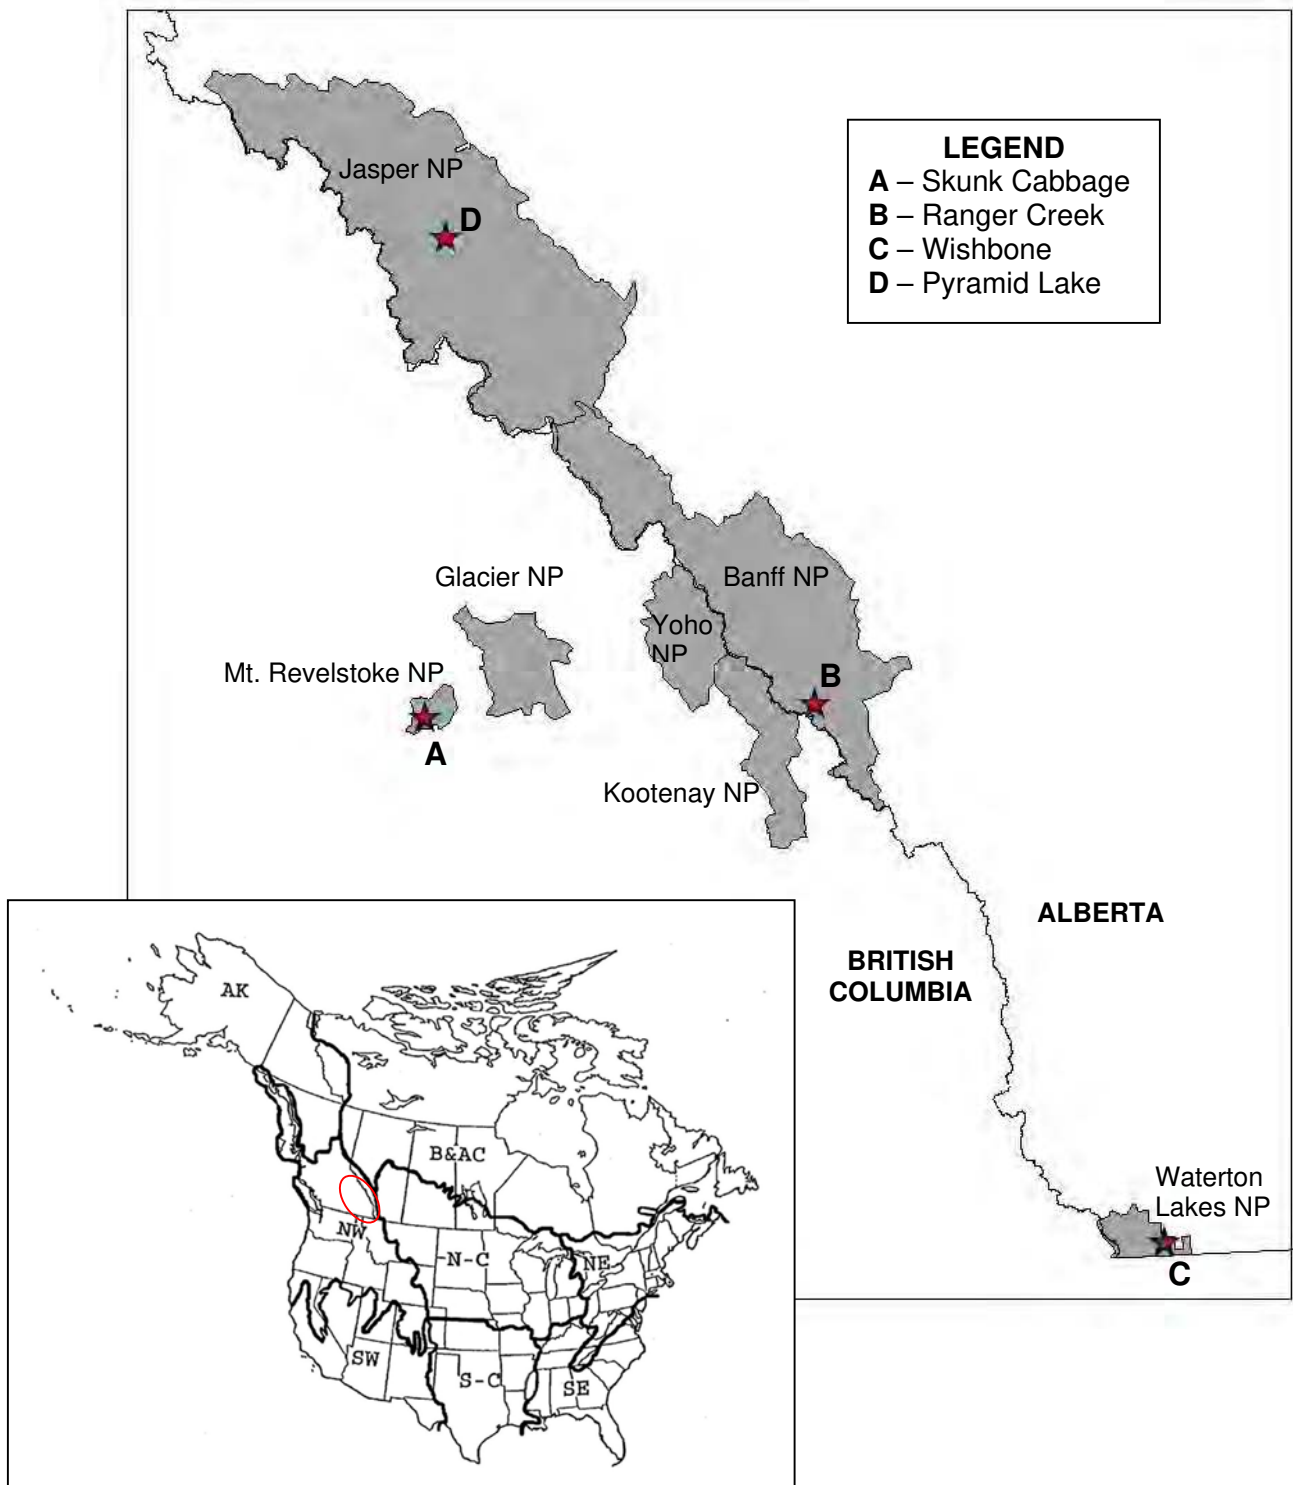 Jasper NP
D
LEGEND
A – Skunk Cabbage
B – Ranger Creek
C – Wishbone
D – Pyramid Lake
Glacier NP
Banff NP
Yoho
NP
Mt. Revelstoke NP
B
A
Kootenay NP
ALBERTA
BRITISH
COLUMBIA
Waterton
Lakes NP
C
AK
B&AC
NW
N-C
NE
SW
S-C
SE